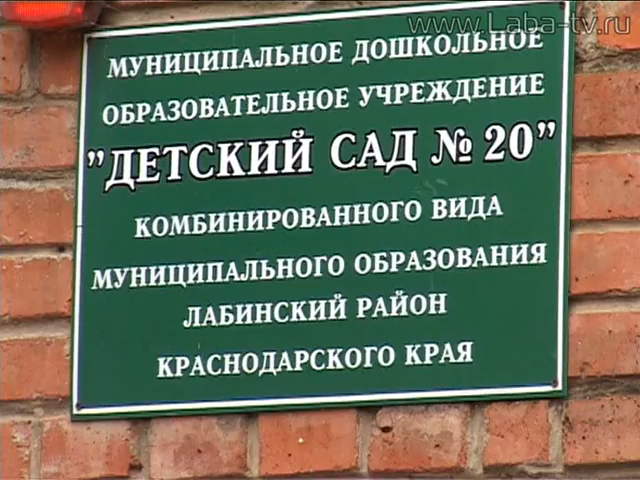 www.Laba-tv.ru
МУНИЦИПАЛЬНОЕ ДОШКОЛЬНОЕ
ОБРАЗОВАТЕЛЬНОЕ УЧРЕЖДЕНИЕ
"ДЕТСКИЙ САД № 20"
КОМБИНИРОВАННОГО ВИДА
МУНИЦИПАЛЬНОГО ОБРАЗОВАНИЯ
ЛАБИНСКИЙ РАЙОН
КРАСНОДАРСКОГО КРАЯ